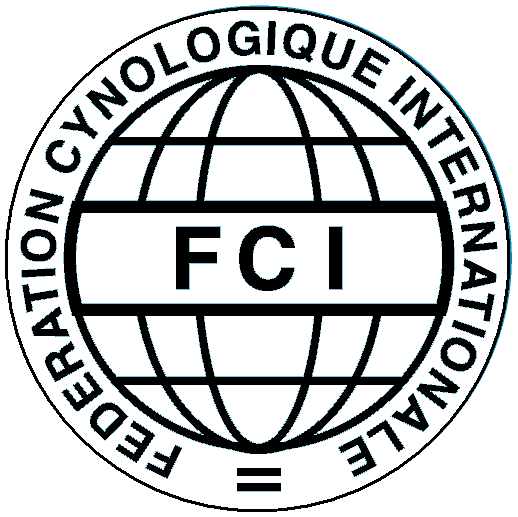 FEDERATION CYNOLOGIQUE INTERNATIONALE
FCI
=